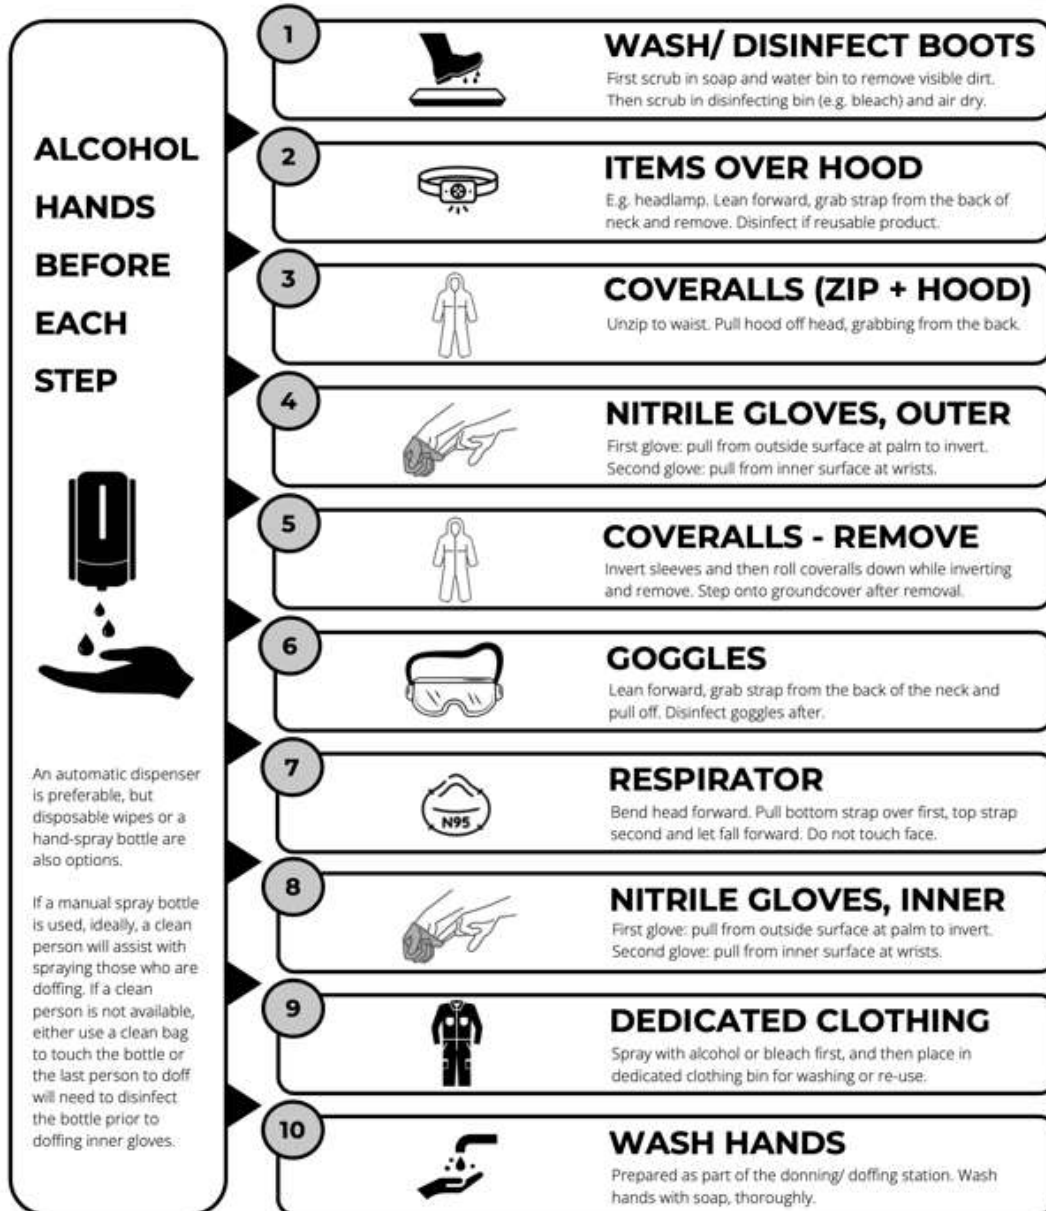 ALCOHOL
HANDS
BEFORE
EACH
STEP
An automatic dispenser
is preferable, but
disposable wipes or a
hand-spray bottle are
also options.
If a manual spray bottle
is used, ideally, a clean
person will assist with
spraying those who are
doffing. If a clean
person is not available,
either use a clean bag
to touch the bottle or
the last person to doff
will need to disinfect
the bottle prior to
doffing inner gloves.
1
WASH/ DISINFECT BOOTS
First scrub in soap and water bin to remove visible dirt.
Then scrub in disinfecting bin (e.g. bleach) and air dry.
2
ITEMS OVER HOOD
E.g. headlamp. Lean forward, grab strap from the back of
neck and remove. Disinfect if reusable product.
3
COVERALLS (ZIP + HOOD)
Unzip to waist. Pull hood off head, grabbing from the back.
4
NITRILE GLOVES, OUTER
First glove: pull from outside surface at palm to invert.
Second glove: pull from inner surface at wrists.
5
COVERALLS - REMOVE
Invert sleeves and then roll coveralls down while inverting
and remove. Step onto groundcover after removal.
6
GOGGLES
Lean forward, grab strap from the back of the neck and
pull off. Disinfect goggles after.
7
N95
RESPIRATOR
Bend head forward. Pull bottom strap over first, top strap
second and let fall forward. Do not touch face.
8
NITRILE GLOVES, INNER
First glove: pull from outside surface at palm to invert.
Second glove: pull from inner surface at wrists.
9
DEDICATED CLOTHING
Spray with alcohol or bleach first, and then place in
dedicated clothing bin for washing or re-use.
10
WASH HANDS
Prepared as part of the donning/ doffing station. Wash
hands with soap, thoroughly.